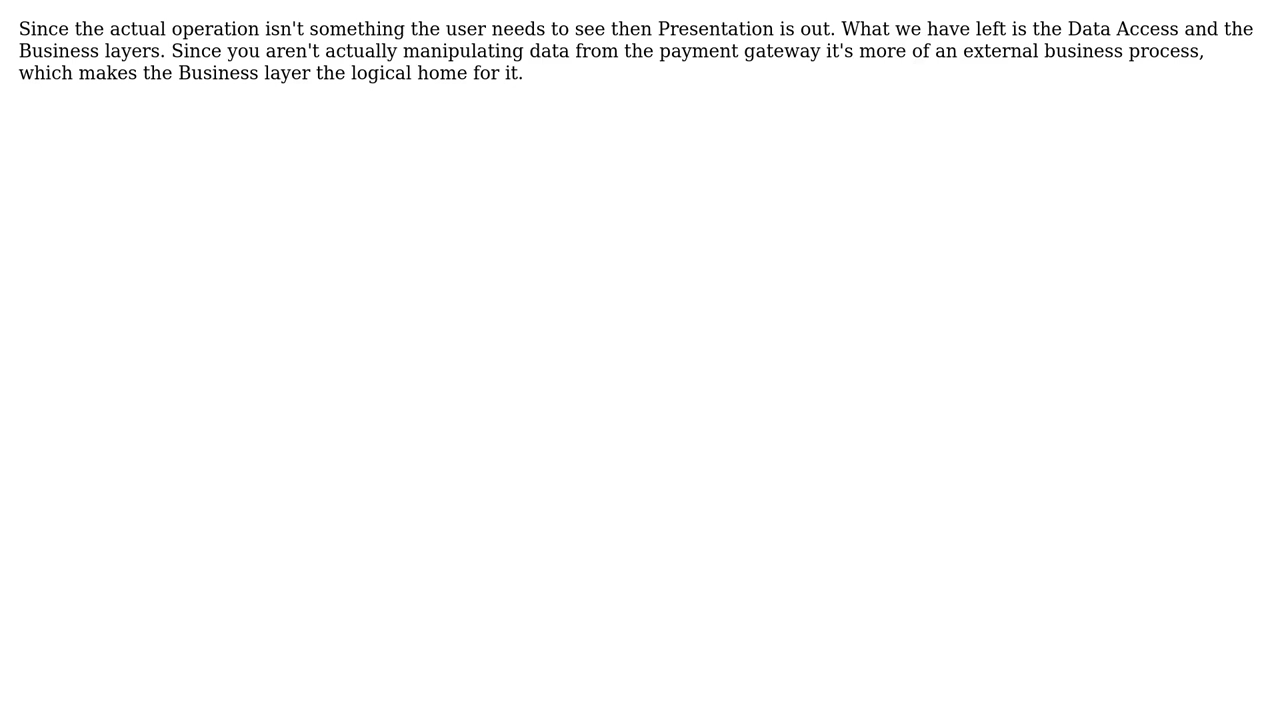 Since the actual operation isn't something the user needs to see then Presentation is out. What we have left is the Data Access and the
Business layers. Since you aren't actually manipulating data from the payment gateway it's more of an external business process,
which makes the Business layer the logical home for it.